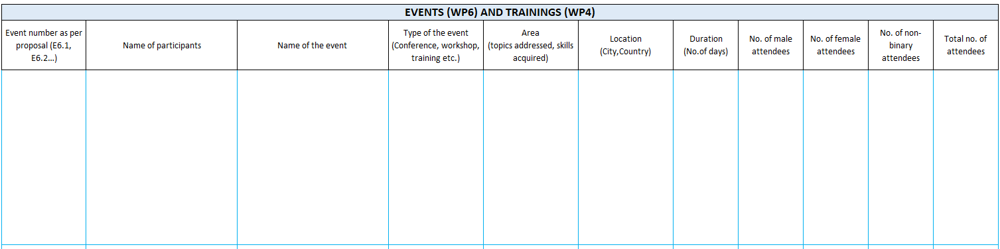 EVENTS (WP6) AND TRAININGS (WP4)
Event number as per
proposal (E6.1,
E6.2...)
Name of participants
Name of the event
Type of the event
(Conference, workshop,
training etc.)
Area
(topics addressed, skills
acquired)
Location
(City,Country)
Duration
(No.of days)
No. of male
attendees
No. of female
attendees
No. of non-
binary
attendees
Total no. of
attendees